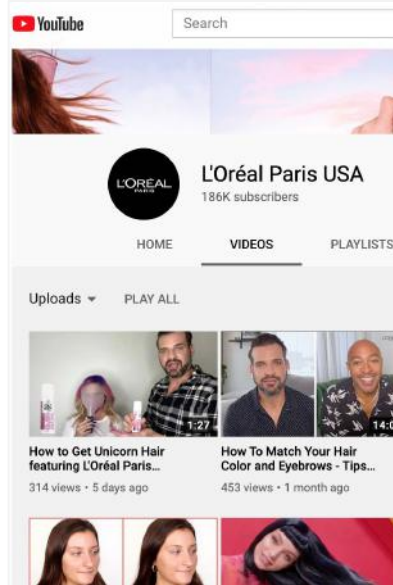 YouTube
Search
L'ORÉAL
PARIS
L'Oréal Paris USA
186K subscribers
HOME VIDEOS PLAYLISTS
Uploads PLAY ALL
1:27
How to Get Unicorn Hair
featuring L'Oréal Paris...
314 views • 5 days ago
How To Match Your Hair
Color and Eyebrows - Tips...
453 views • 1 month ago